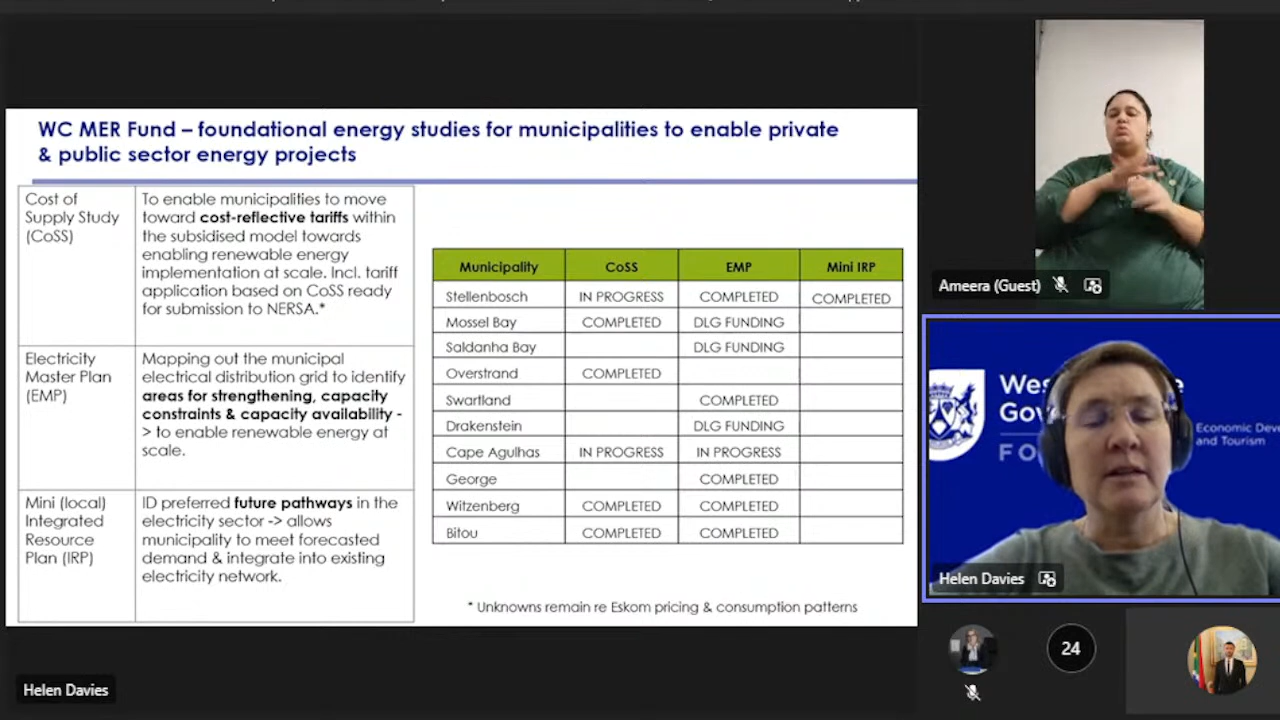 WC MER Fund – foundational energy studies for municipalities to enable private
& public sector energy projects
Cost of
Supply Study
(CoSS)
To enable municipalities to move
toward cost-reflective tariffs within
the subsidised model towards
enabling renewable energy
implementation at scale. Incl. tariff
application based on CoSS ready
for submission to NERSA.*
Electricity
Master Plan
(EMP)
Mapping out the municipal
electrical distribution grid to identify
areas for strengthening, capacity
constraints & capacity availability -
> to enable renewable energy at
scale.
Mini (local)
Integrated
Resource
Plan (IRP)
ID preferred future pathways in the
electricity sector -> allows
municipality to meet forecasted
demand & integrate into existing
electricity network.
Municipality CoSS EMP Mini IRP
Stellenbosch IN PROGRESS COMPLETED COMPLETED
Mossel Bay COMPLETED DLG FUNDING
Saldanha Bay DLG FUNDING
Overstrand COMPLETED
Swartland COMPLETED
Drakenstein DLG FUNDING
Cape Agulhas IN PROGRESS IN PROGRESS
George COMPLETED
Witzenberg COMPLETED COMPLETED
Bitou COMPLETED COMPLETED
* Unknowns remain re Eskom pricing & consumption patterns
Helen Davies
Ameera (Guest)
Economic Deve
and Tourism
Helen Davies
24